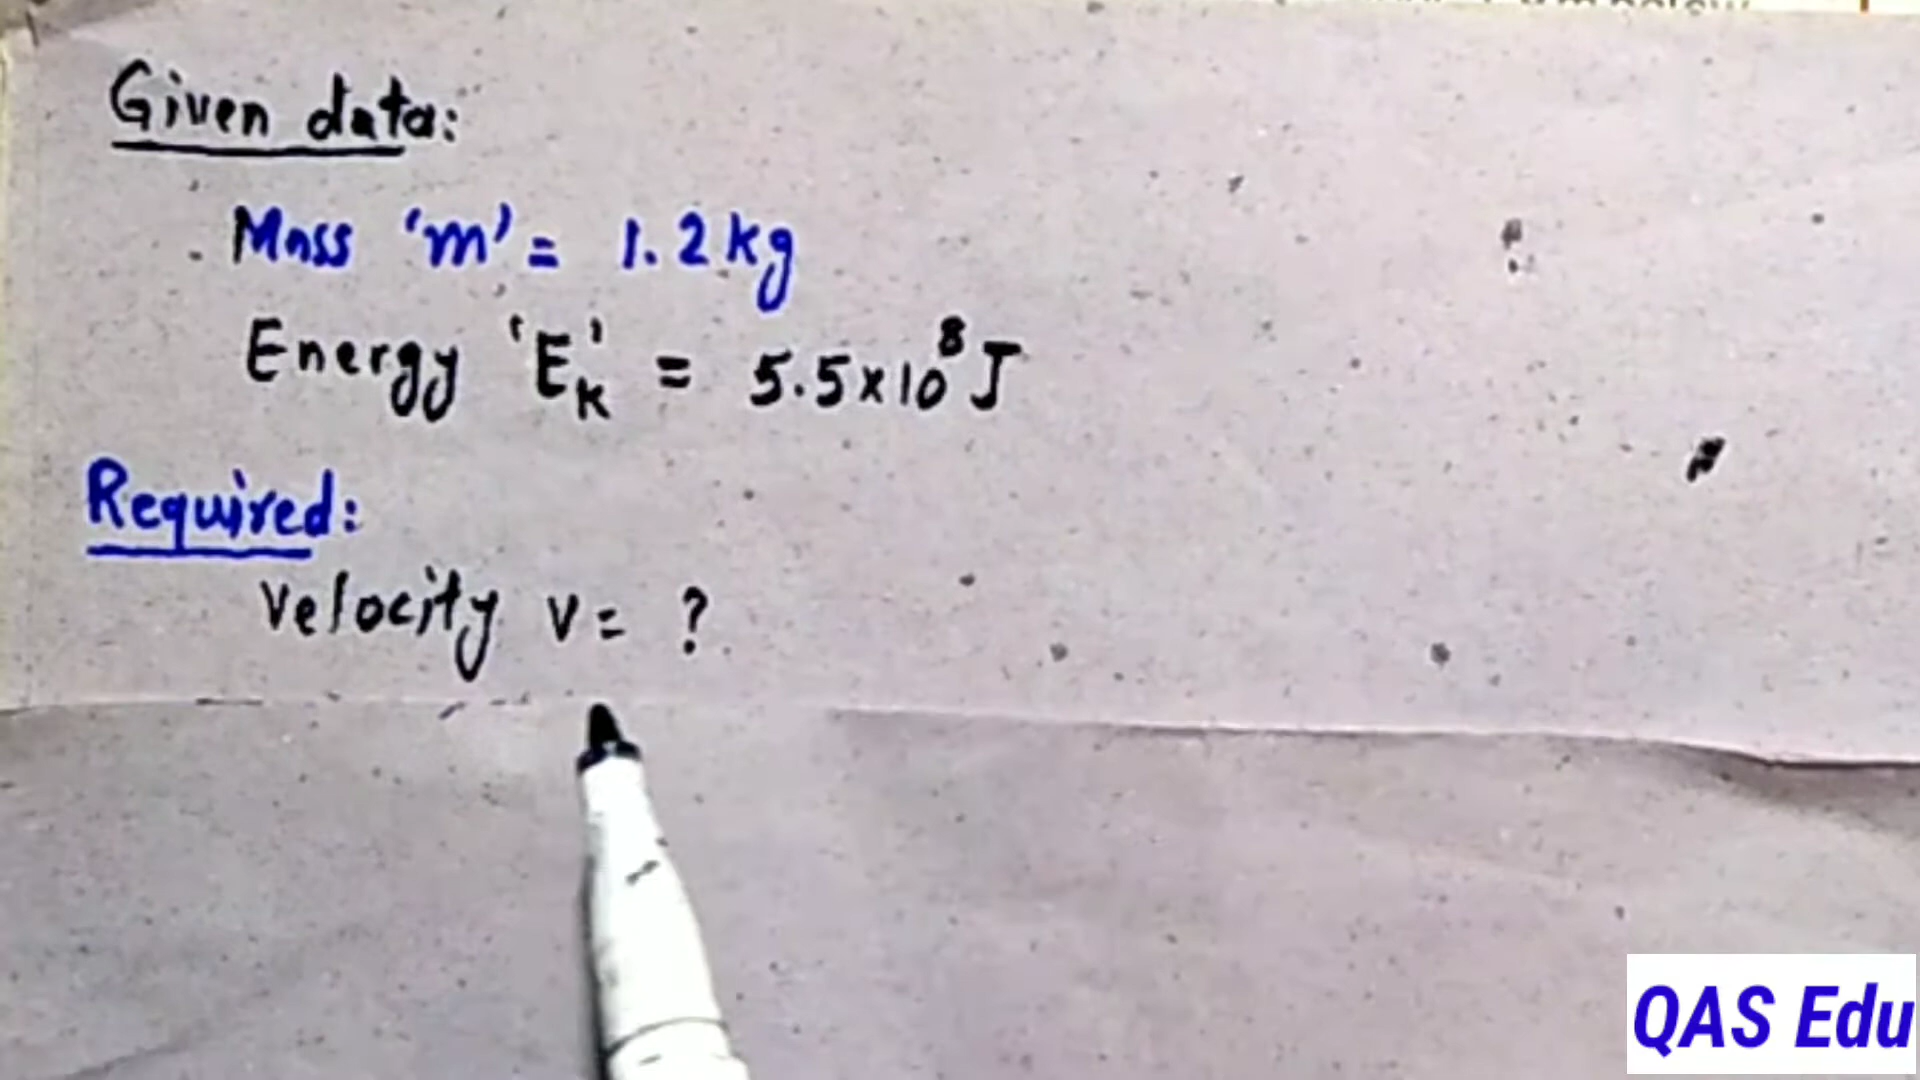 Given data:
Mass 'm' = 1.2 kg
Energy 'Eₖ' = 5.5×10⁸ J
Required:
Velocity v = ?
QAS Edu